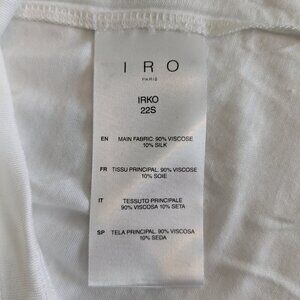 IRO
PARIS
IRKO
22S
EN MAIN FABRIC: 90% VISCOSE
10% SILK
FR TISSU PRINCIPAL: 90% VISCOSE
10% SOIE
IT TESSUTO PRINCIPALE
90% VISCOSA 10% SETA
SP TELA PRINCIPAL: 90% VISCOSA
10% SEDA